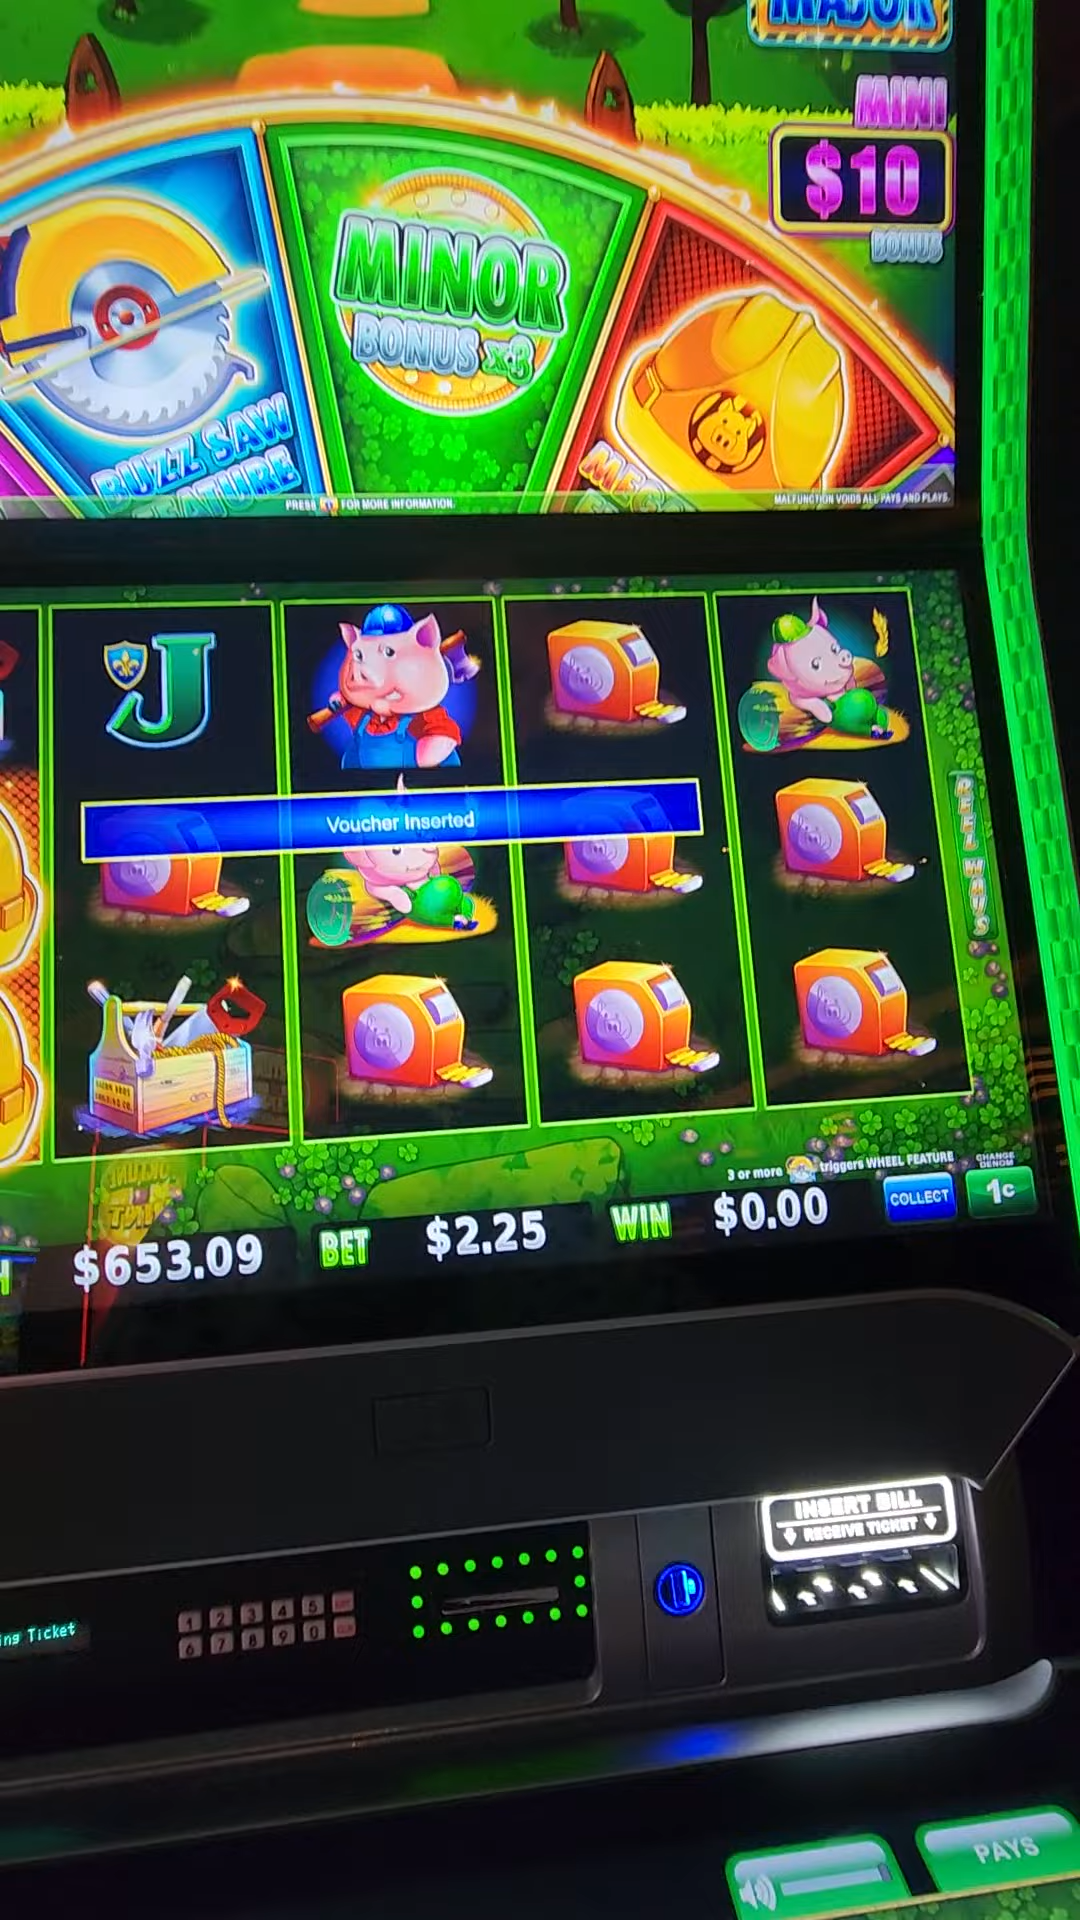 MAJOR
MINI
$10
BONUS
MINOR
BONUS x3
BUZZ SAW
FEATURE
PRESS FOR MORE INFORMATION.
MALFUNCTION VOIDS ALL PAYS AND PLAYS.
J
Voucher Inserted
REEL WAYS
3 or more triggers WHEEL FEATURE
CHANGE
DENOM
$653.09
BET
$2.25
WIN
$0.00
COLLECT
1¢
INSERT BILL
RECEIVE TICKET
1 2 3 4 5
6 7 8 9 0
Ticket
PAYS